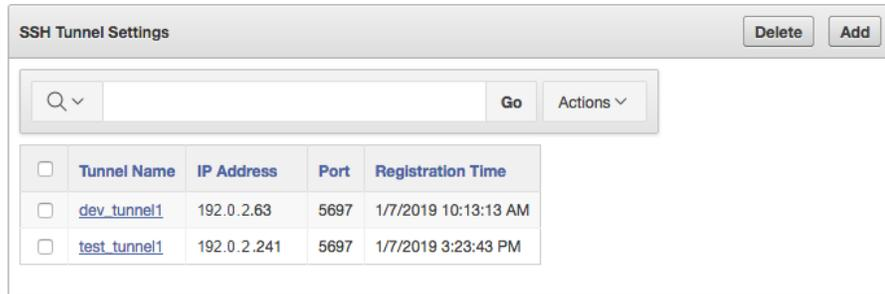 SSH Tunnel Settings Delete Add
Go Actions
Tunnel Name IP Address Port Registration Time
dev_tunnel1 192.0.2.63 5697 1/7/2019 10:13:13 AM
test_tunnel1 192.0.2.241 5697 1/7/2019 3:23:43 PM